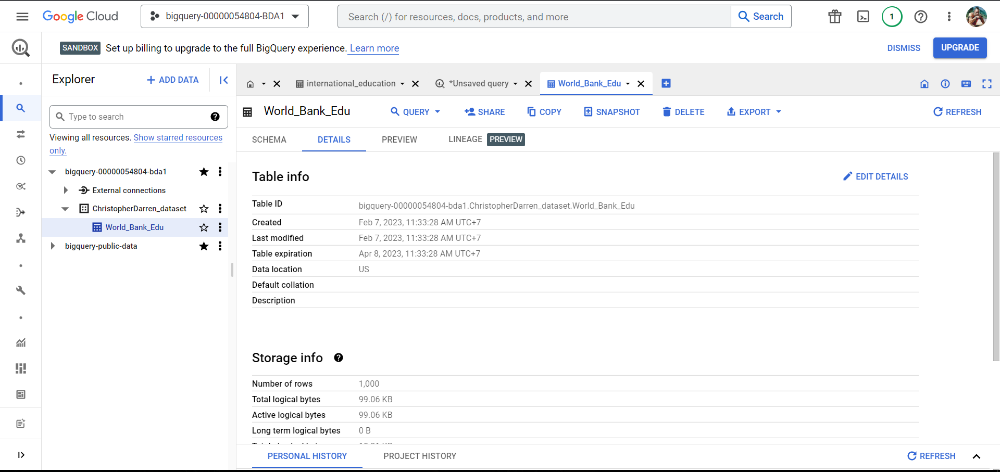 Google Cloud
bigquery-00000054804-BDA1
Search (/) for resources, docs, products, and more
Search
1
SANDBOX Set up billing to upgrade to the full BigQuery experience. Learn more
DISMISS
UPGRADE
Explorer
+ ADD DATA
international_education
*Unsaved query
World_Bank_Edu
Type to search
Viewing all resources. Show starred resources
only.
bigquery-00000054804-bda1
External connections
ChristopherDarren_dataset
World_Bank_Edu
bigquery-public-data
World_Bank_Edu
QUERY
SHARE
COPY
SNAPSHOT
DELETE
EXPORT
REFRESH
SCHEMA
DETAILS
PREVIEW
LINEAGE PREVIEW
Table info
EDIT DETAILS
Table ID bigquery-00000054804-bda1.ChristopherDarren_dataset.World_Bank_Edu
Created Feb 7, 2023, 11:33:28 AM UTC+7
Last modified Feb 7, 2023, 11:33:28 AM UTC+7
Table expiration Apr 8, 2023, 11:33:28 AM UTC+7
Data location US
Default collation
Description
Storage info
Number of rows 1,000
Total logical bytes 99.06 KB
Active logical bytes 99.06 KB
Long term logical bytes 0 B
PERSONAL HISTORY
PROJECT HISTORY
REFRESH